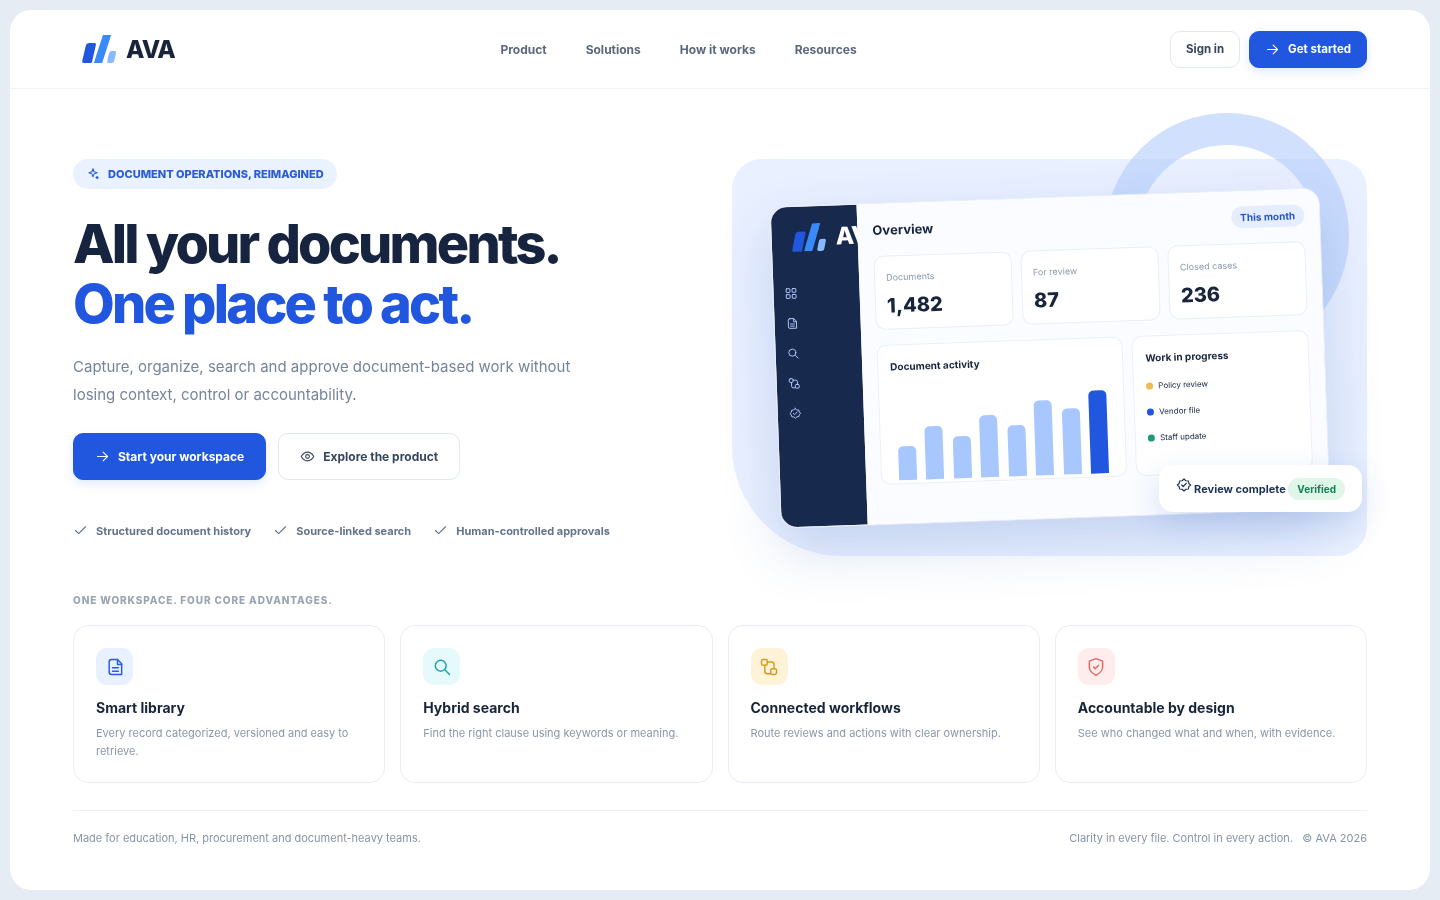 AVA
Product
Solutions
How it works
Resources
Sign in
Get started
DOCUMENT OPERATIONS, REIMAGINED
All your documents.
One place to act.
Capture, organize, search and approve document-based work without
losing context, control or accountability.
Start your workspace
Explore the product
Structured document history
Source-linked search
Human-controlled approvals
Overview
This month
Documents
1,482
For review
87
Closed cases
236
Document activity
Work in progress
Policy review
Vendor file
Staff update
Review complete
Verified
ONE WORKSPACE. FOUR CORE ADVANTAGES.
Smart library
Every record categorized, versioned and easy to
retrieve.
Hybrid search
Find the right clause using keywords or meaning.
Connected workflows
Route reviews and actions with clear ownership.
Accountable by design
See who changed what and when, with evidence.
Made for education, HR, procurement and document-heavy teams.
Clarity in every file. Control in every action. © AVA 2026